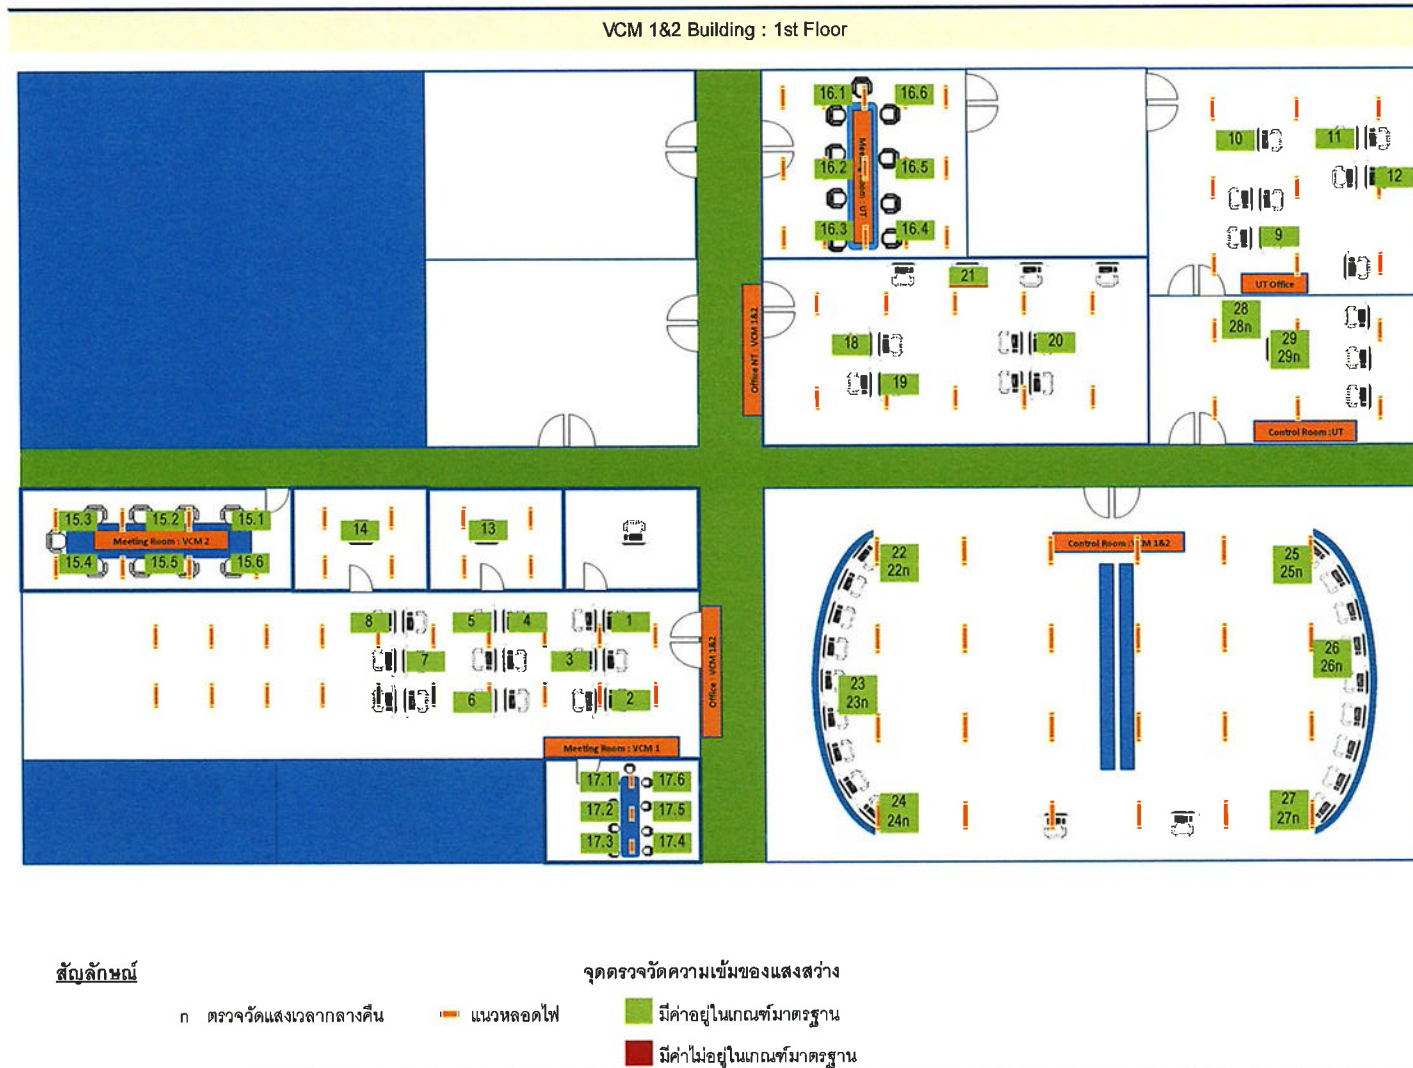 VCM 1&2 Building : 1st Floor
16.1
16.6
16.2
16.5
16.3
16.4
10
11
12
9
UT Office
21
18
20
19
Office NT : VCM 1&2
28
28n
29
29n
Control Room :UT
15.3
15.2
15.1
Meeting Room : VCM 2
15.4
15.5
15.6
14
13
8
5
4
1
7
3
6
2
Office : VCM 1&2
Meeting Room : VCM 1
17.1
17.6
17.2
17.5
17.3
17.4
Control Room : VCM 1&2
22
22n
25
25n
23
23n
26
26n
24
24n
27
27n
สัญลักษณ์
จุดตรวจวัดความเข้มของแสงสว่าง
n ตรวจวัดแสงเวลากลางคืน
แนวหลอดไฟ
มีค่าอยู่ในเกณฑ์มาตรฐาน
มีค่าไม่อยู่ในเกณฑ์มาตรฐาน